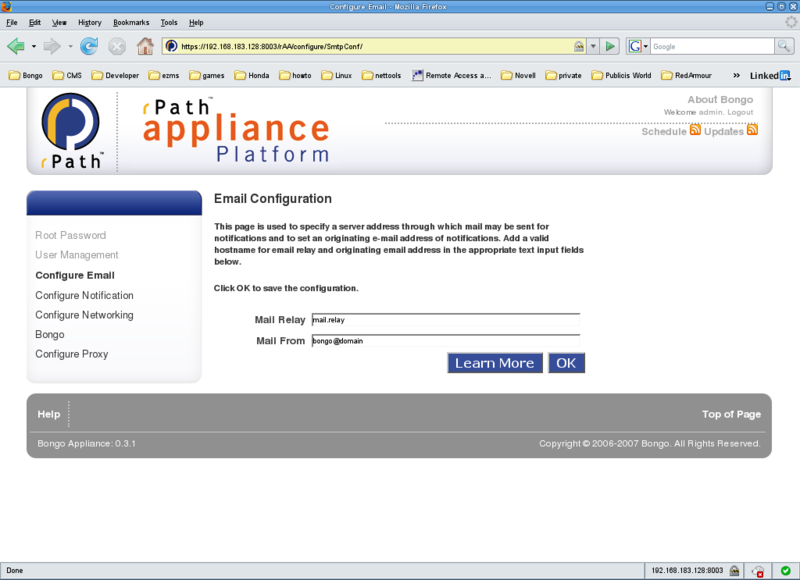 Configure Email - Mozilla Firefox
File Edit View History Bookmarks Tools Help
https://192.168.183.128:8003/rAA/configure/SmtpConf/
Google
Bongo CMS Developer ezms games Honda howto Linux nettools Remote Access a... Novell private Publicis World RedArmour » Linked in
rPath™
rPath™
appliance
Platform
About Bongo
Welcome admin, Logout
Schedule Updates
Root Password
User Management
Configure Email
Configure Notification
Configure Networking
Bongo
Configure Proxy
Email Configuration
This page is used to specify a server address through which mail may be sent for
notifications and to set an originating e-mail address of notifications. Add a valid
hostname for email relay and originating email address in the appropriate text input fields
below.
Click OK to save the configuration.
Mail Relay mail.relay
Mail From bongo@domain
Learn More OK
Help
Top of Page
Bongo Appliance: 0.3.1
Copyright © 2006-2007 Bongo. All Rights Reserved.
Done
192.168.183.128:8003